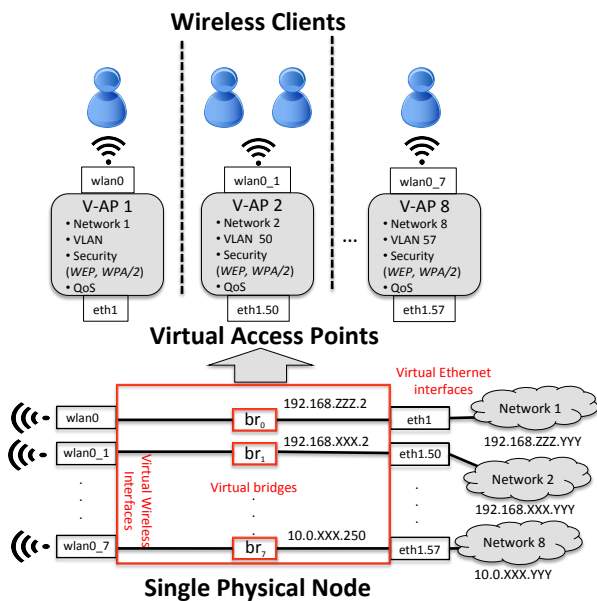 Wireless Clients
wlan0
wlan0_1
wlan0_7
V-AP 1
• Network 1
• VLAN
• Security
(WEP, WPA/2)
• QoS
V-AP 2
• Network 2
• VLAN 50
• Security
(WEP, WPA/2)
• QoS
...
V-AP 8
• Network 8
• VLAN 57
• Security
(WEP, WPA/2)
• QoS
eth1
eth1.50
eth1.57
Virtual Access Points
Virtual Ethernet
interfaces
wlan0
br0
192.168.ZZZ.2
eth1
Network 1
192.168.ZZZ.YYY
wlan0_1
br1
192.168.XXX.2
eth1.50
Network 2
192.168.XXX.YYY
Virtual Wireless
Interfaces
Virtual bridges
wlan0_7
br7
10.0.XXX.250
eth1.57
Network 8
10.0.XXX.YYY
Single Physical Node